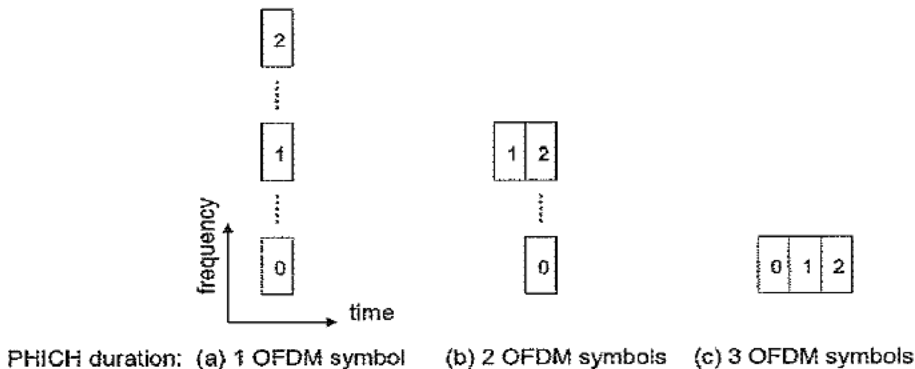 2
1
1 2
0
0
0 1 2
frequency
time
PHICH duration: (a) 1 OFDM symbol (b) 2 OFDM symbols (c) 3 OFDM symbols